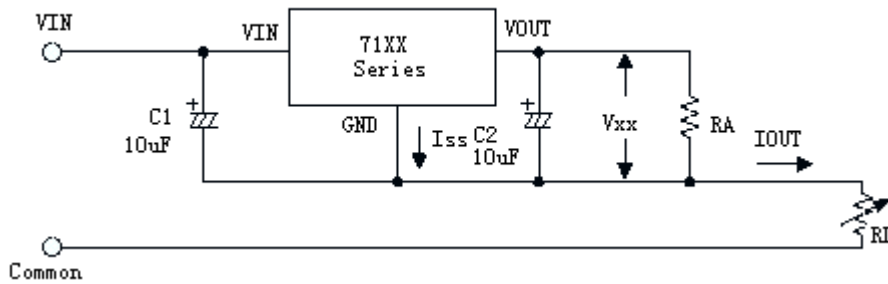 VIN
VIN
71XX
Series
VOUT
C1
10uF
+
GND
Iss
C2
10uF
+
Vxx
RA
IOUT
Common